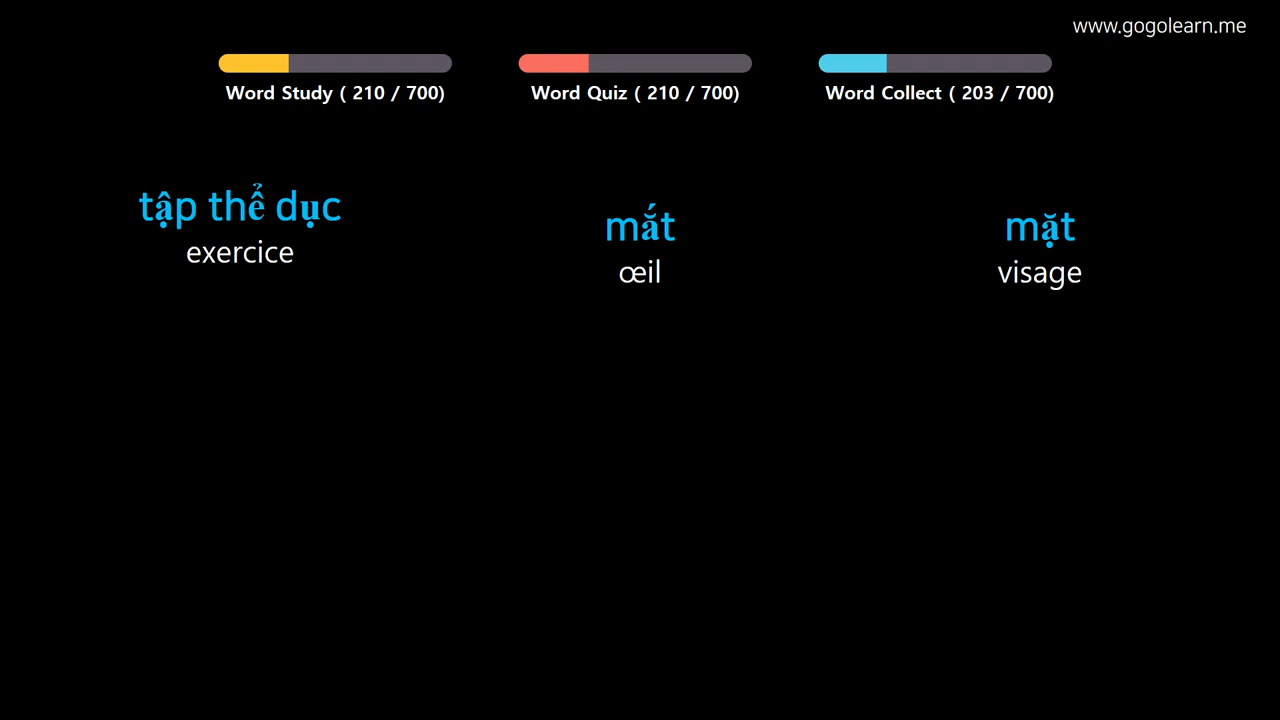 www.gogolearn.me
Word Study ( 210 / 700)
Word Quiz ( 210 / 700)
Word Collect ( 203 / 700)
tập thể dục
exercice
mắt
œil
mặt
visage